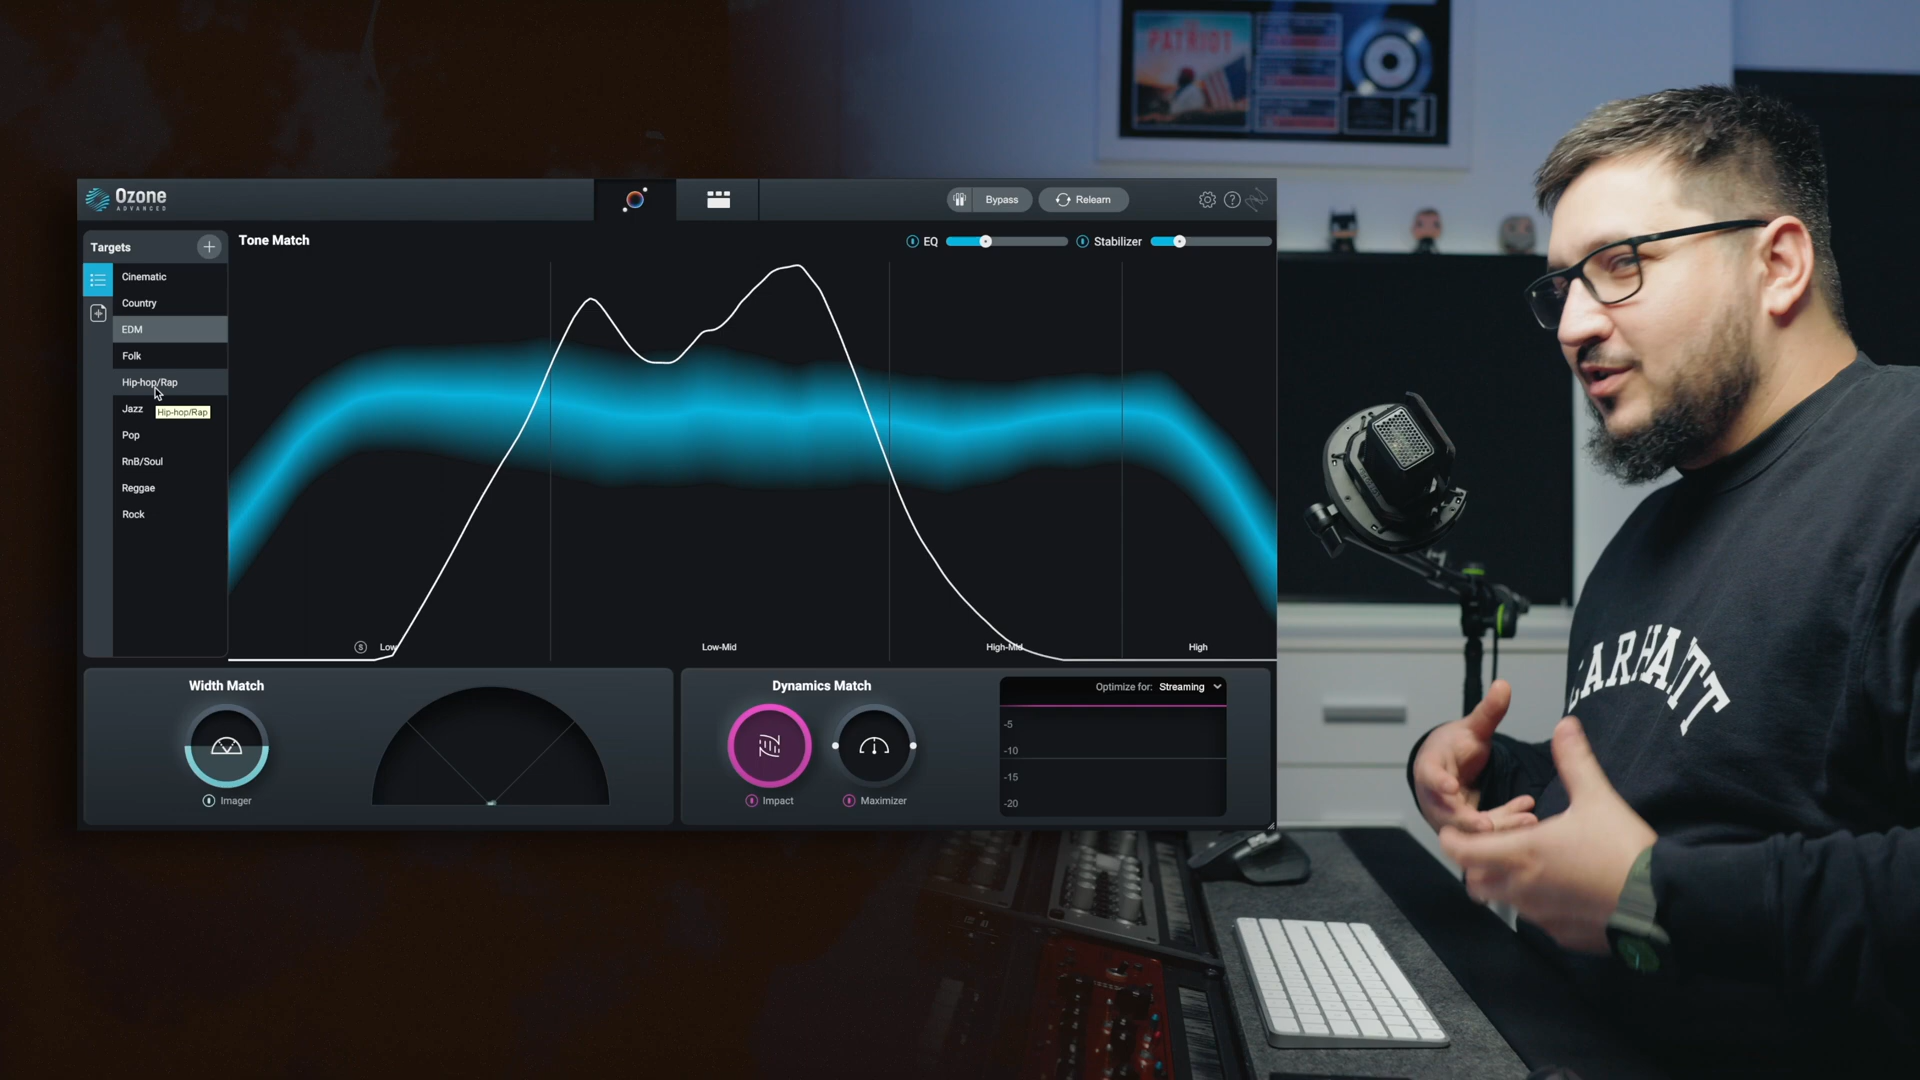 PATRIOT
Ozone
ADVANCED
Bypass
Relearn
Targets
Tone Match
EQ
Stabilizer
Cinematic
Country
EDM
Folk
Hip-hop/Rap
Jazz
Hip-hop/Rap
Pop
RnB/Soul
Reggae
Rock
S
Low
Low-Mid
High-Mid
High
Width Match
Imager
Dynamics Match
Impact
Maximizer
Optimize for: Streaming
-5
-10
-15
-20
CARHARTT